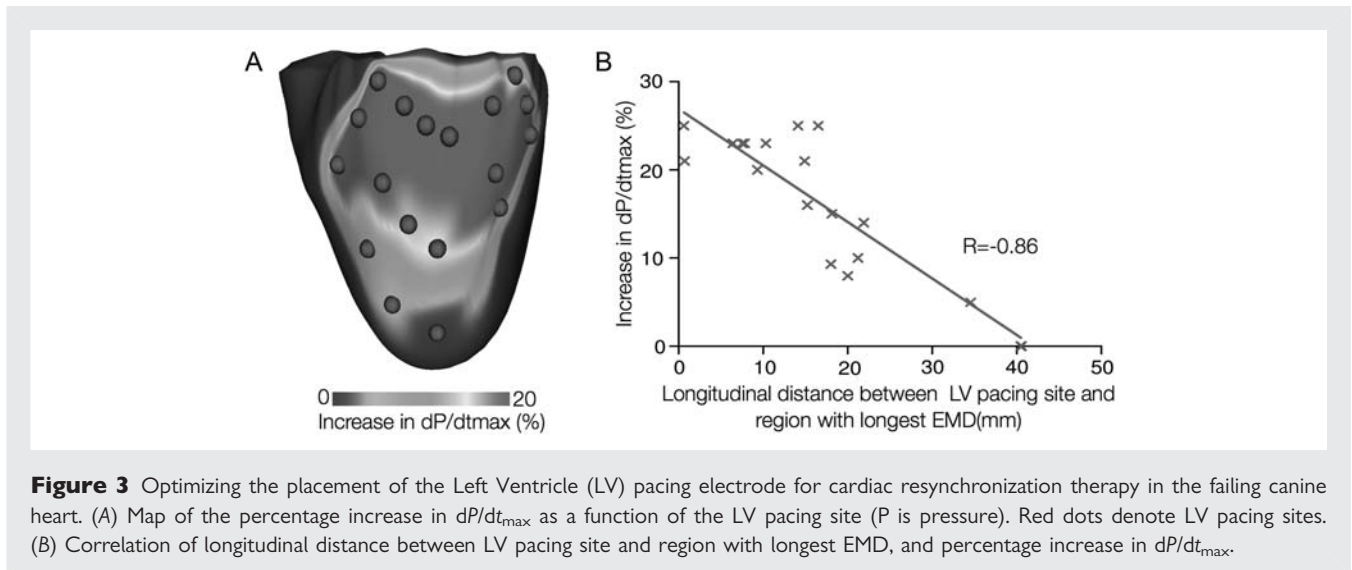 A
B
30
20
10
0
Increase in dP/dtmax (%)
R=-0.86
0 10 20 30 40 50
Longitudinal distance between LV pacing site and
region with longest EMD(mm)
0 20
Increase in dP/dtmax (%)
Figure 3 Optimizing the placement of the Left Ventricle (LV) pacing electrode for cardiac resynchronization therapy in the failing canine
heart. (A) Map of the percentage increase in dP/dtmax as a function of the LV pacing site (P is pressure). Red dots denote LV pacing sites.
(B) Correlation of longitudinal distance between LV pacing site and region with longest EMD, and percentage increase in dP/dtmax.